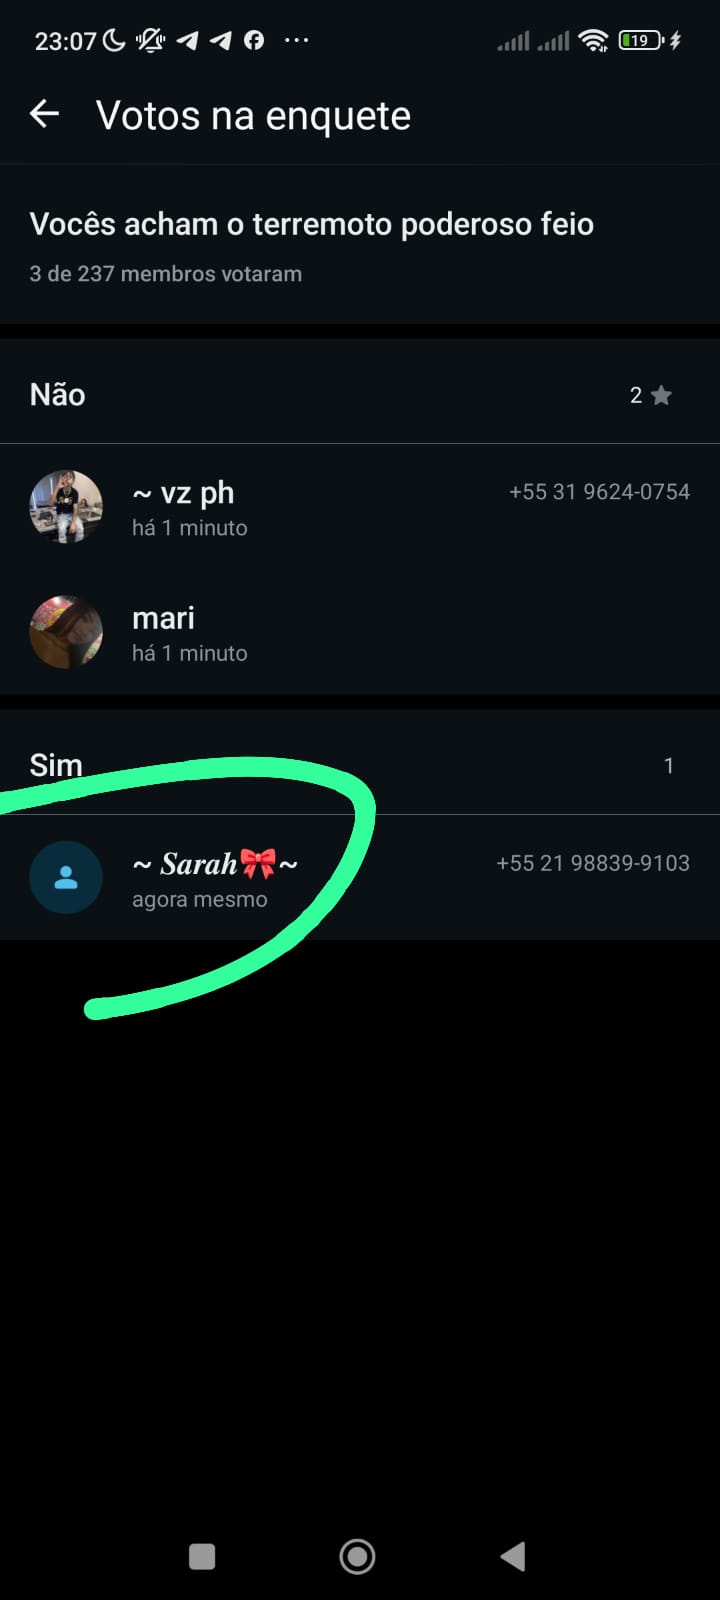 23:07
19
Votos na enquete
Vocês acham o terremoto poderoso feio
3 de 237 membros votaram
Não 2
~ vz ph +55 31 9624-0754
há 1 minuto
mari
há 1 minuto
Sim 1
~ Sarah🎀~ +55 21 98839-9103
agora mesmo